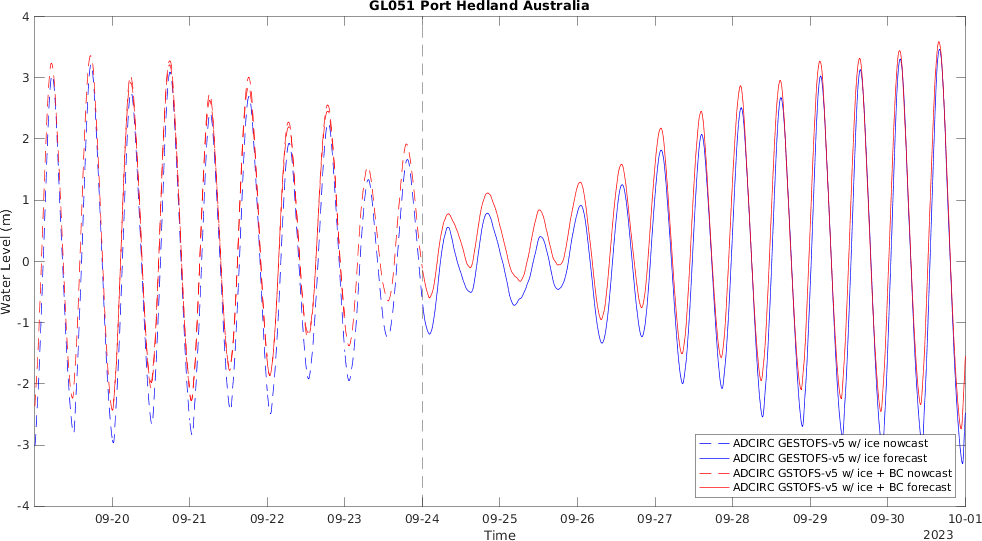 GL051 Port Hedland Australia
4
3
2
1
0
-1
-2
-3
-4
Water Level (m)
09-20 09-21 09-22 09-23 09-24 09-25 09-26 09-27 09-28 09-29 09-30 10-01
Time
2023
ADCIRC GESTOFS-v5 w/ ice nowcast
ADCIRC GESTOFS-v5 w/ ice forecast
ADCIRC GSTOFS-v5 w/ ice + BC nowcast
ADCIRC GSTOFS-v5 w/ ice + BC forecast